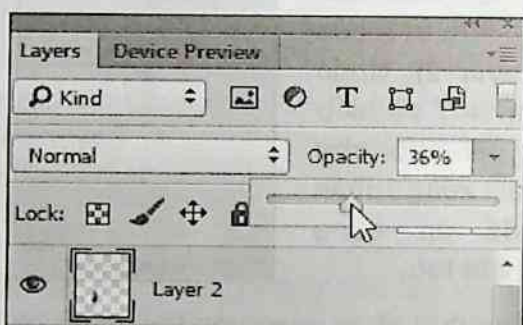 Layers Device Preview
Kind T
Normal Opacity: 36%
Lock:
Layer 2